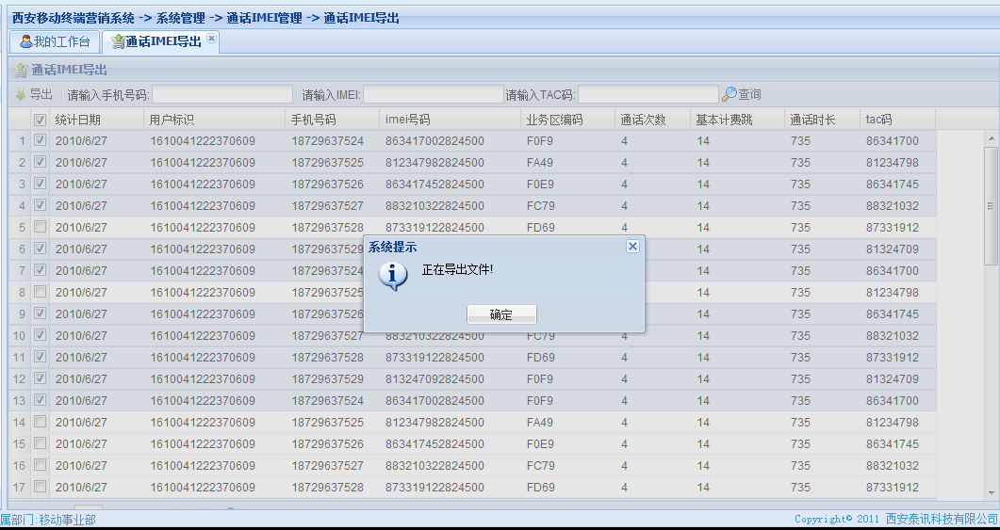 西安移动终端营销系统 -> 系统管理 -> 通话IMEI管理 -> 通话IMEI导出
我的工作台 通话IMEI导出
通话IMEI导出
导出 请输入手机号码: 请输入IMEI: 请输入TAC码: 查询
统计日期 用户标识 手机号码 imei号码 业务区编码 通话次数 基本计费跳 通话时长 tac码
1 2010/6/27 1610041222370609 18729637524 863417002824500 F0F9 4 14 735 86341700
2 2010/6/27 1610041222370609 18729637525 812347982824500 FA49 4 14 735 81234798
3 2010/6/27 1610041222370609 18729637526 863417452824500 F0E9 4 14 735 86341745
4 2010/6/27 1610041222370609 18729637527 883210322824500 FC79 4 14 735 88321032
5 2010/6/27 1610041222370609 18729637528 873319122824500 FD69 4 14 735 87331912
6 2010/6/27 1610041222370609 18729637529 14 735 81324709
7 2010/6/27 1610041222370609 18729637524 14 735 86341700
8 2010/6/27 1610041222370609 18729637525 14 735 81234798
9 2010/6/27 1610041222370609 18729637526 14 735 86341745
系统提示
正在导出文件!
确定
10 2010/6/27 1610041222370609 18729637527 883210322824500 FC79 4 14 735 88321032
11 2010/6/27 1610041222370609 18729637528 873319122824500 FD69 4 14 735 87331912
12 2010/6/27 1610041222370609 18729637529 813247092824500 F0F9 4 14 735 81324709
13 2010/6/27 1610041222370609 18729637524 863417002824500 F0F9 4 14 735 86341700
14 2010/6/27 1610041222370609 18729637525 812347982824500 FA49 4 14 735 81234798
15 2010/6/27 1610041222370609 18729637526 863417452824500 F0E9 4 14 735 86341745
16 2010/6/27 1610041222370609 18729637527 883210322824500 FC79 4 14 735 88321032
17 2010/6/27 1610041222370609 18729637528 873319122824500 FD69 4 14 735 87331912
属部门:移动事业部 Copyright© 2011 西安泰讯科技有限公司